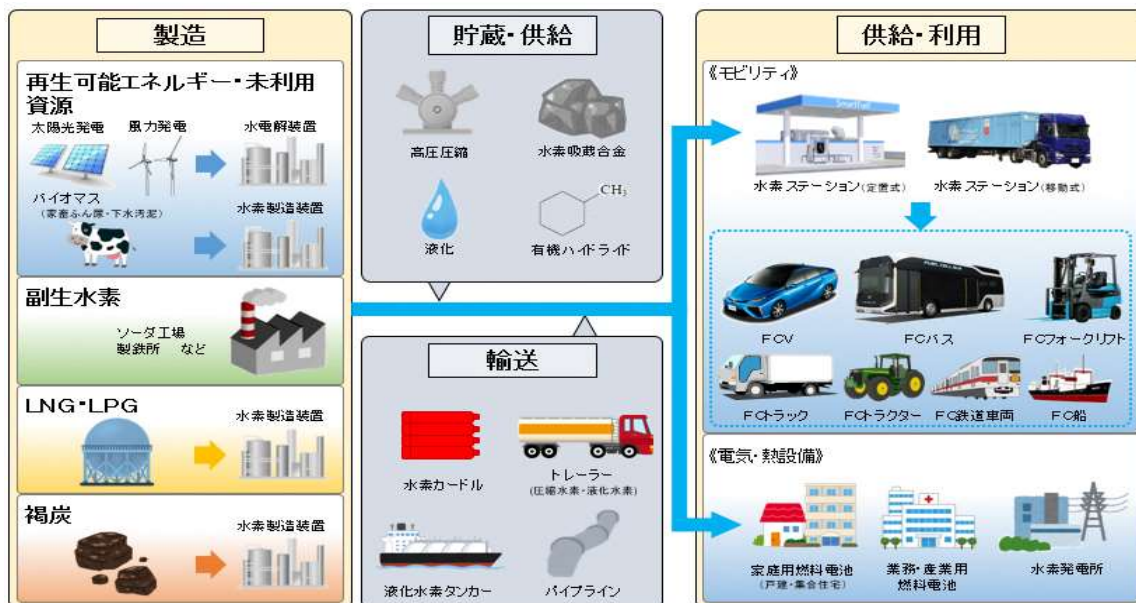 製造
再生可能エネルギー・未利用
資源
太陽光発電
風力発電
水電解装置
バイオマス
(家畜ふん尿・下水汚泥)
水素製造装置
副生水素
ソーダ工場
製鉄所 など
LNG・LPG
水素製造装置
褐炭
水素製造装置
貯蔵・供給
高圧圧縮
水素吸蔵合金
CH3
液化
有機ハイドライド
輸送
水素カードル
トレーラー
(圧縮水素・液化水素)
液化水素タンカー
パイプライン
供給・利用
《モビリティ》
水素ステーション(定置式)
水素ステーション(移動式)
FCV
FCバス
FCフォークリフト
FCトラック
FCトラクター
FC鉄道車両
FC船
《電気・熱設備》
家庭用燃料電池
(戸建・集合住宅)
業務・産業用
燃料電池
水素発電所